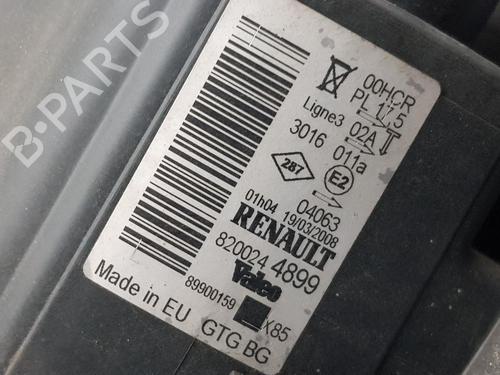 B-PARTS
00HCR
PL 17.5
Ligne3 02A
3016 011a
287 E2
04063
01h04 19/03/2008
RENAULT
820024 4899
Valeo
89900159 X85
Made in EU GTG BG